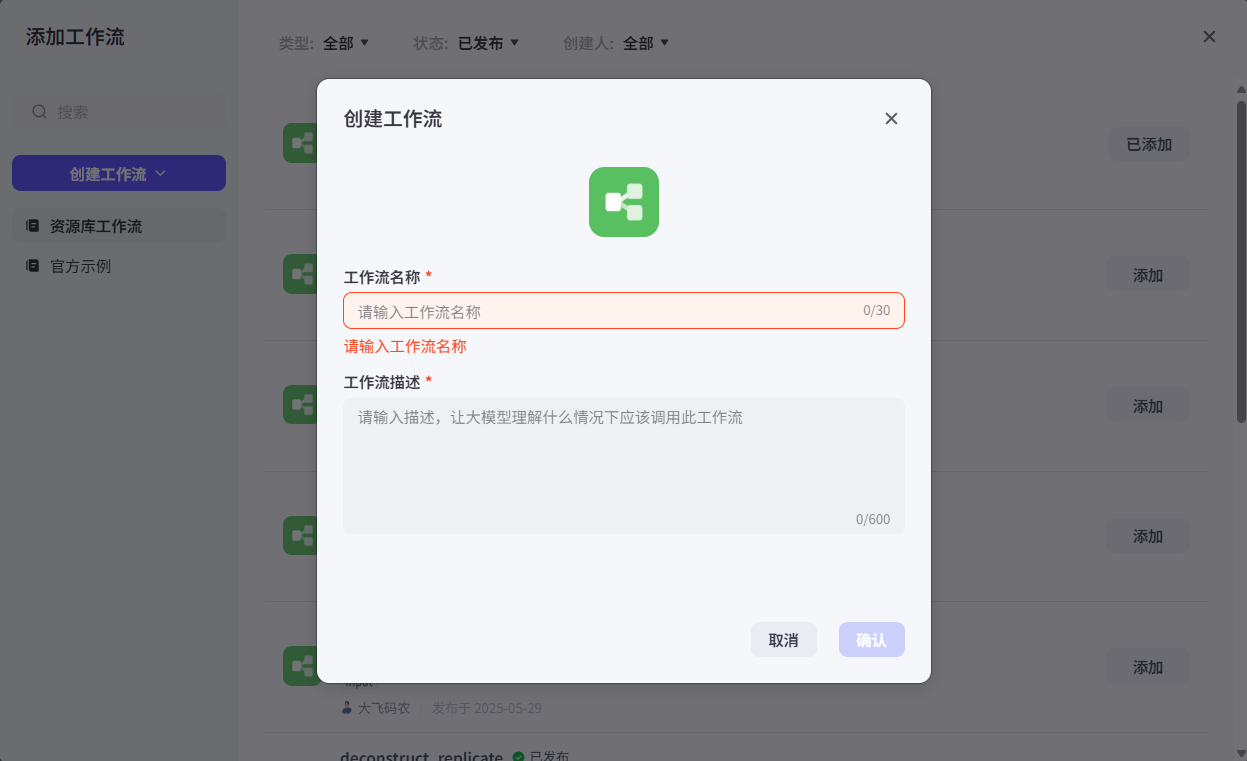 添加工作流
类型: 全部 状态: 已发布 创建人: 全部
搜索
创建工作流
资源库工作流
官方示例
已添加
添加
添加
添加
添加
创建工作流
工作流名称 *
请输入工作流名称 0/30
请输入工作流名称
工作流描述 *
请输入描述，让大模型理解什么情况下应该调用此工作流
0/600
取消 确认
大飞码农 发布于 2025-05-29
deconstruct_replicate 已发布